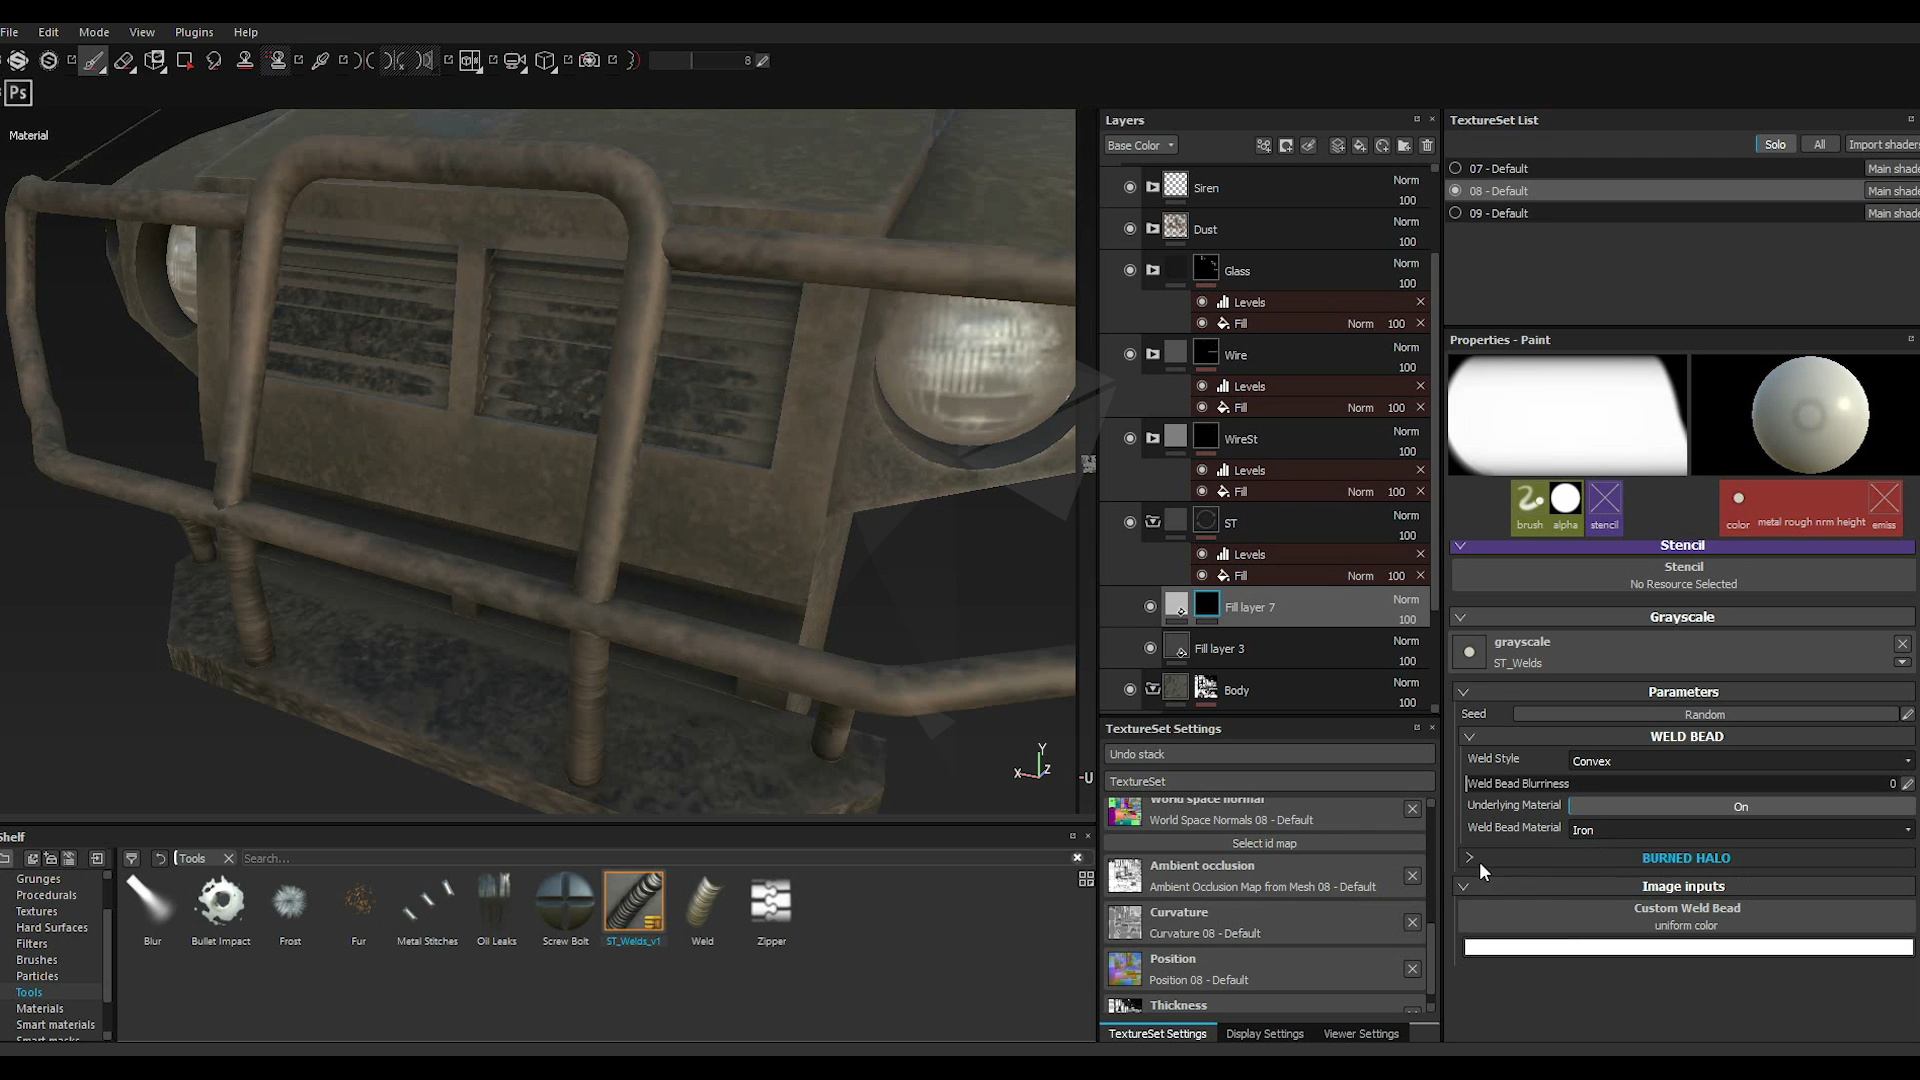 File Edit Mode View Plugins Help
8
Ps
Material
X Y Z
-U
Layers
Base Color
Siren Norm
100
Dust Norm
100
Glass Norm
100
Levels
Fill Norm 100
Wire Norm
100
Levels
Fill Norm 100
WireSt Norm
100
Levels
Fill Norm 100
ST Norm
100
Levels
Fill Norm 100
Fill layer 7 Norm
100
Fill layer 3 Norm
100
Body Norm
100
TextureSet Settings
Undo stack
TextureSet
World space normal
World Space Normals 08 - Default
Select id map
Ambient occlusion
Ambient Occlusion Map from Mesh 08 - Default
Curvature
Curvature 08 - Default
Position
Position 08 - Default
Thickness
TextureSet Settings Display Settings Viewer Settings
TextureSet List
Solo All Import shaders
07 - Default Main shade
08 - Default Main shade
09 - Default Main shade
Properties - Paint
brush alpha stencil
color metal rough nrm height emiss
Stencil
Stencil
No Resource Selected
Grayscale
grayscale
ST_Welds
Parameters
Seed Random
WELD BEAD
Weld Style Convex
Weld Bead Blurriness 0
Underlying Material On
Weld Bead Material Iron
BURNED HALO
Image inputs
Custom Weld Bead
uniform color
Shelf
Tools Search...
Grunges
Procedurals
Textures
Hard Surfaces
Filters
Brushes
Particles
Tools
Materials
Smart materials
Smart masks
Blur Bullet Impact Frost Fur Metal Stitches Oil Leaks Screw Bolt ST_Welds_v1 Weld Zipper